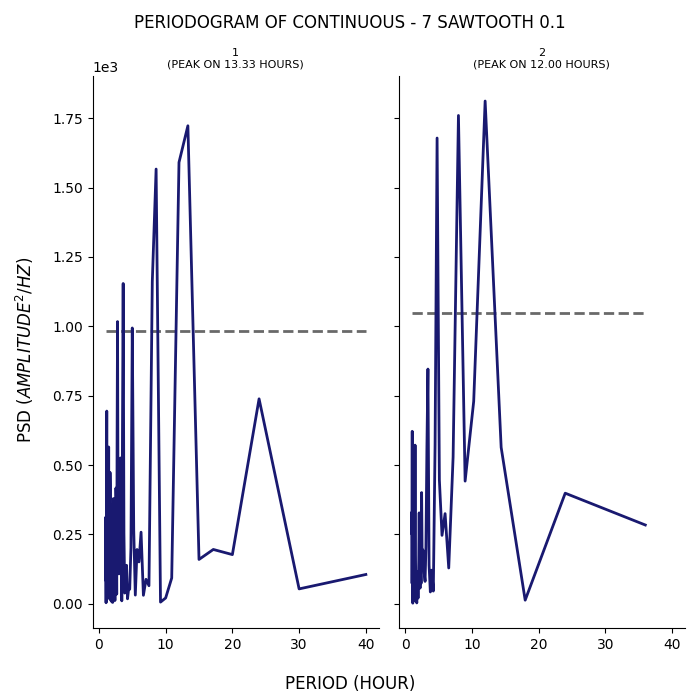 PERIODOGRAM OF CONTINUOUS - 7 SAWTOOTH 0.1
1
(PEAK ON 13.33 HOURS)
2
(PEAK ON 12.00 HOURS)
1e3
1.75
1.50
1.25
1.00
0.75
0.50
0.25
0.00
PSD (AMPLITUDE²/HZ)
0 10 20 30 40
0 10 20 30 40
PERIOD (HOUR)